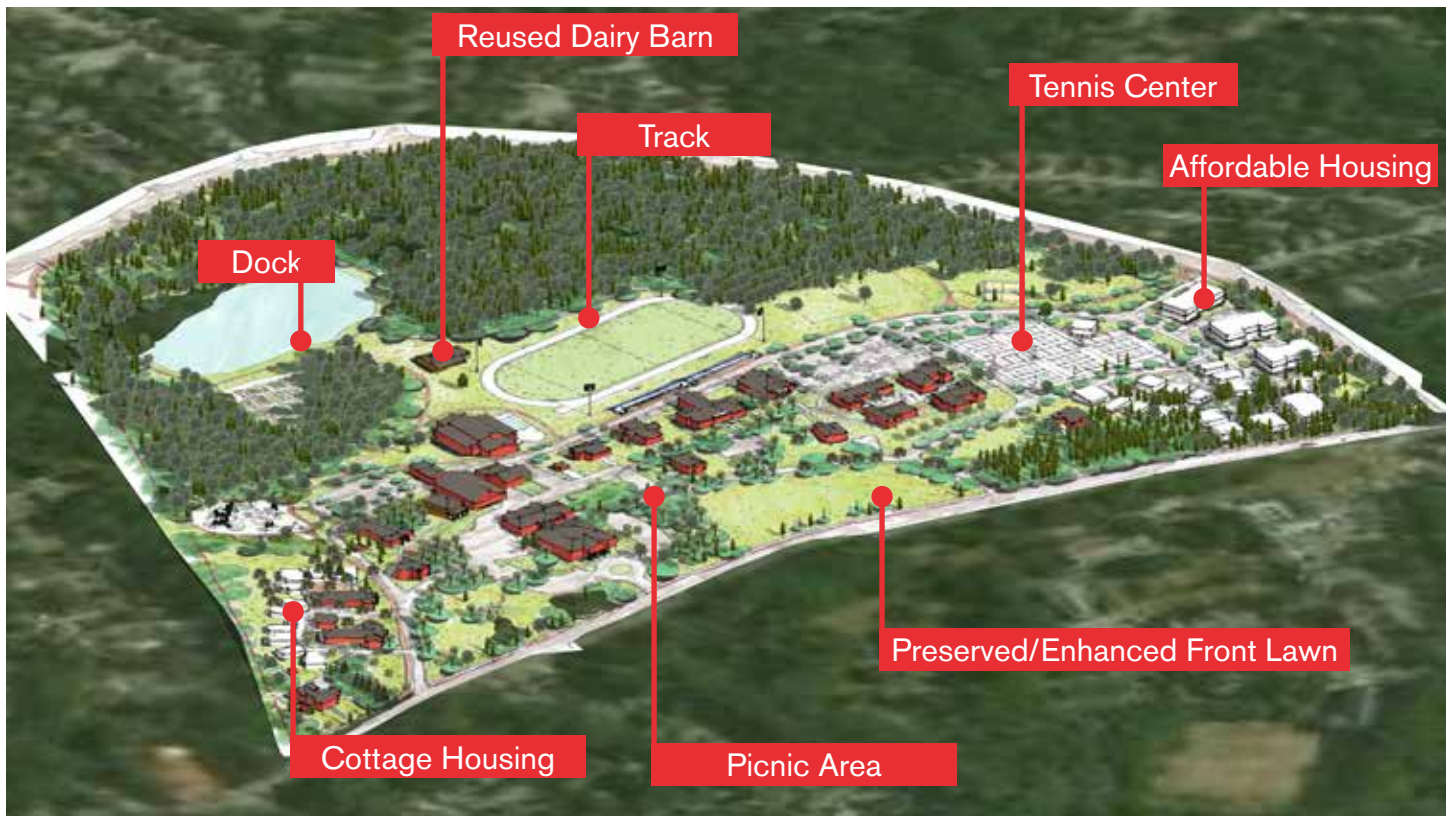 Reused Dairy Barn
Tennis Center
Track
Affordable Housing
Dock
Preserved/Enhanced Front Lawn
Cottage Housing
Picnic Area